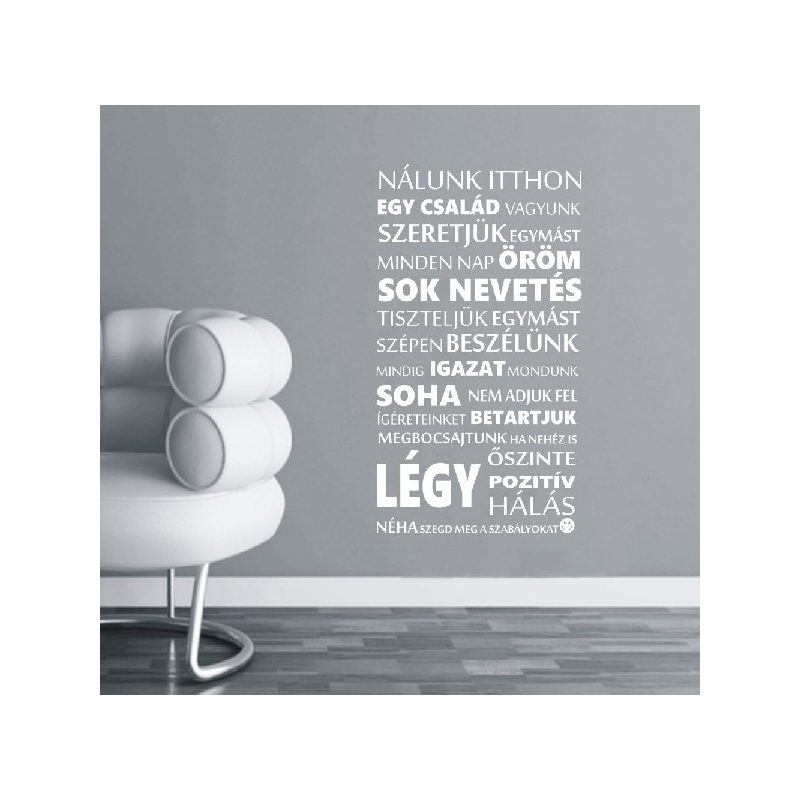 NÁLUNK ITTHON
EGY CSALÁD VAGYUNK
SZERETJÜK EGYMÁST
MINDEN NAP ÖRÖM
SOK NEVETÉS
TISZTELJÜK EGYMÁST
SZÉPEN BESZÉLÜNK
MINDIG IGAZAT MONDUNK
SOHA NEM ADJUK FEL
ÍGÉRETEINKET BETARTJUK
MEGBOCSAJTUNK HA NEHÉZ IS
LÉGY ŐSZINTE
POZITÍV
HÁLÁS
NÉHA SZEGD MEG A SZABÁLYOKAT